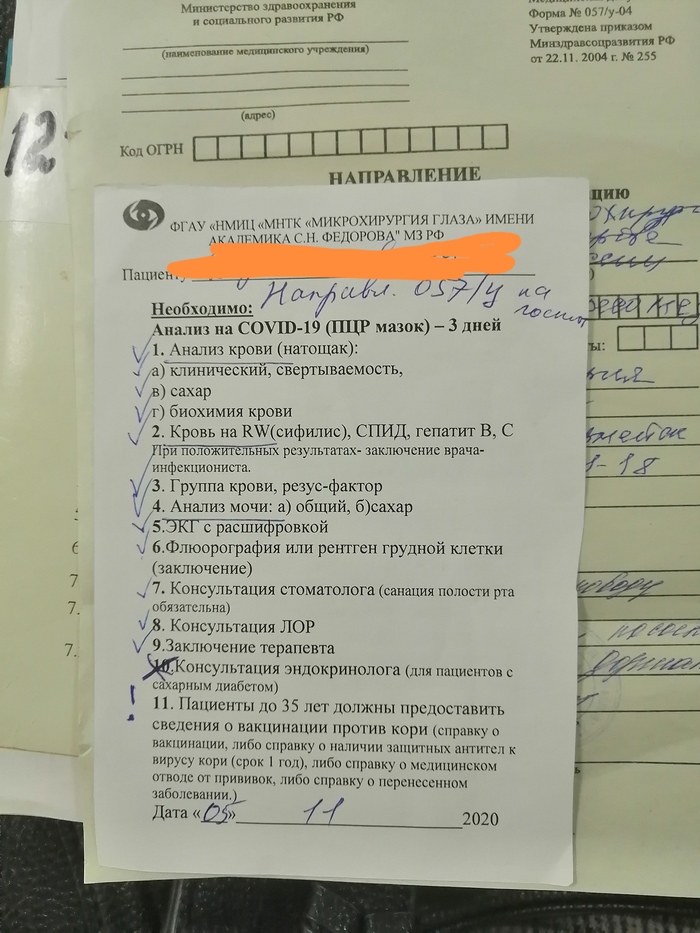 Министерство здравоохранения
и социального развития РФ
Форма № 057/у-04
Утверждена приказом
Минздравсоцразвития РФ
от 22.11. 2004 г. № 255
(наименование медицинского учреждения)
(адрес)
12
Код ОГРН
НАПРАВЛЕНИЕ
ФГАУ «НМИЦ «МНТК «МИКРОХИРУРГИЯ ГЛАЗА» ИМЕНИ
АКАДЕМИКА С.Н. ФЕДОРОВА" МЗ РФ
Пациенту
Направл. 057/у на
госпит
Необходимо:
Анализ на COVID-19 (ПЦР мазок) – 3 дней
1. Анализ крови (натощак):
а) клинический, свертываемость,
в) сахар
г) биохимия крови
2. Кровь на RW(сифилис), СПИД, гепатит В, С
При положительных результатах- заключение врача-
инфекциониста.
3. Группа крови, резус-фактор
4. Анализ мочи: а) общий, б)сахар
5.ЭКГ с расшифровкой
6.Флюорография или рентген грудной клетки
(заключение)
7. Консультация стоматолога (санация полости рта
обязательна)
8. Консультация ЛОР
9.Заключение терапевта
10.Консультация эндокринолога (для пациентов с
сахарным диабетом)
! 11. Пациенты до 35 лет должны предоставить
сведения о вакцинации против кори (справку о
вакцинации, либо справку о наличии защитных антител к
вирусу кори (срок 1 год), либо справку о медицинском
отводе от прививок, либо справку о перенесенном
заболевании.)
Дата «05» 11 2020